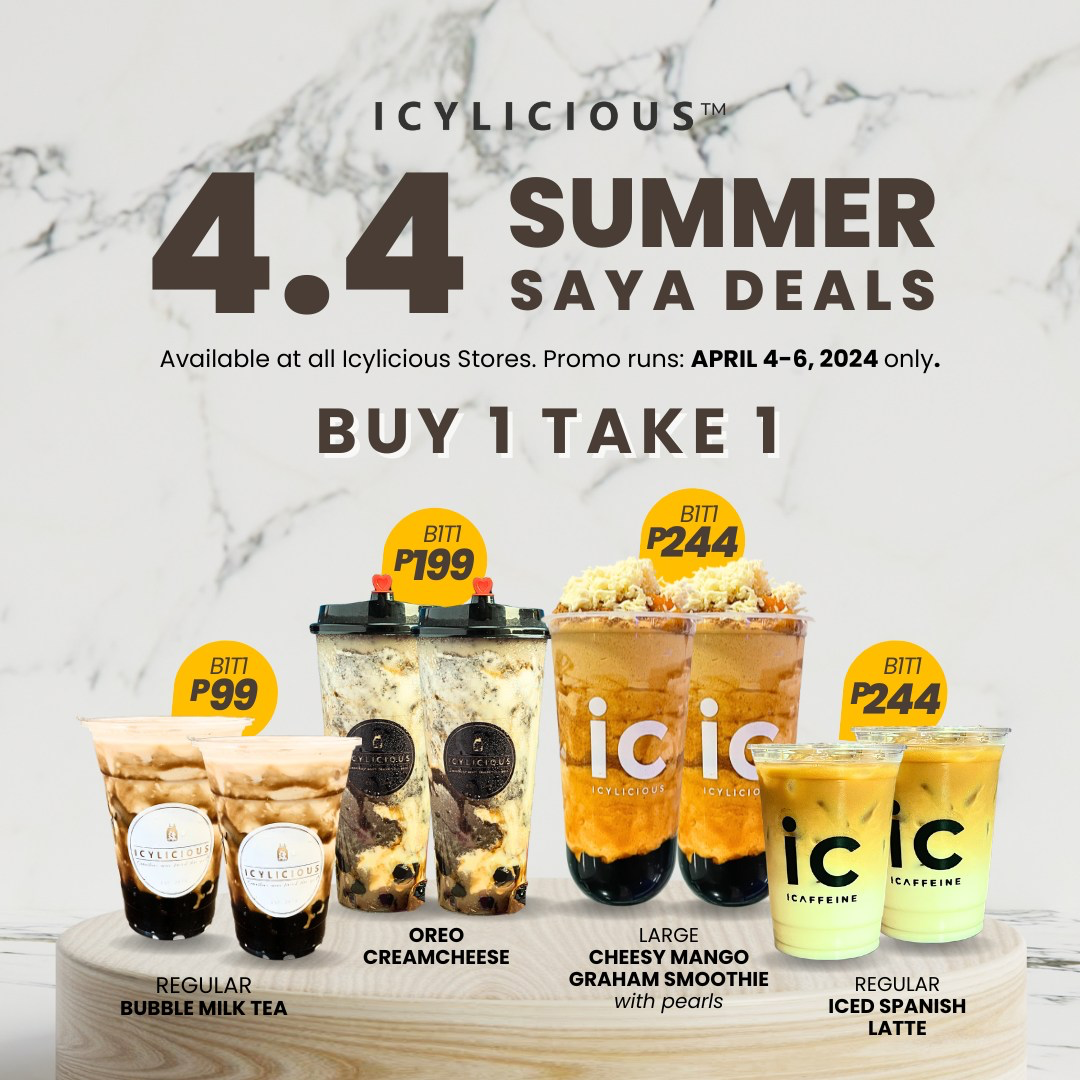 ICYLICIOUS™
4.4 SUMMER
SAYA DEALS
Available at all Icylicious Stores. Promo runs: APRIL 4-6, 2024 only.
BUY 1 TAKE 1
B1T1
P199
B1T1
P244
B1T1
P99
B1T1
P244
ICYLICIOUS
ICYLICIOUS
ICYLICIOUS
ICYLICIOUS
ic
ICYLICIOUS
ic
ICYLICIO
ic
ICAFFEINE
ic
ICAFFEINE
REGULAR
BUBBLE MILK TEA
OREO
CREAMCHEESE
LARGE
CHEESY MANGO
GRAHAM SMOOTHIE
with pearls
REGULAR
ICED SPANISH
LATTE